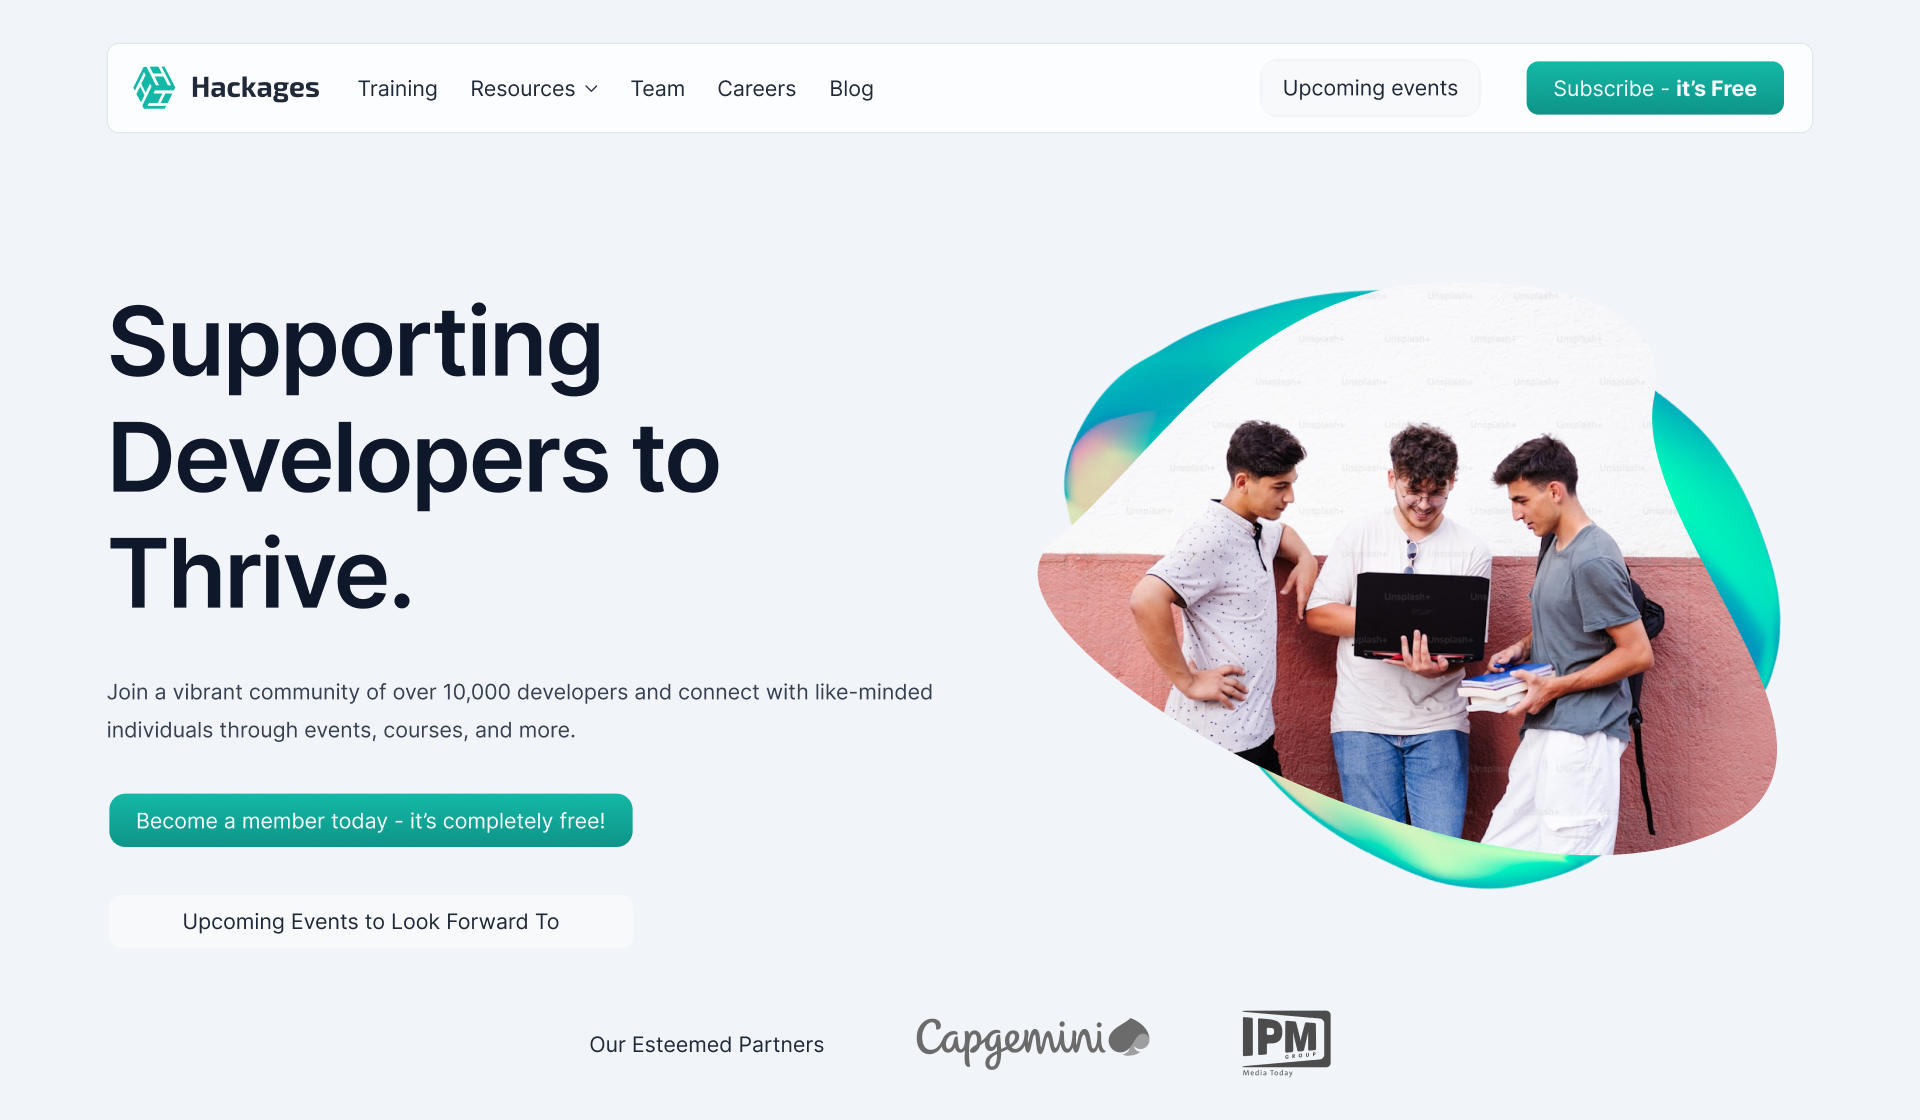 Hackages
Training
Resources
Team
Careers
Blog
Upcoming events
Subscribe - it’s Free
Supporting
Developers to
Thrive.
Join a vibrant community of over 10,000 developers and connect with like-minded
individuals through events, courses, and more.
Become a member today - it’s completely free!
Upcoming Events to Look Forward To
Our Esteemed Partners
Capgemini
IPM
GROUP
Media Today
Unsplash+